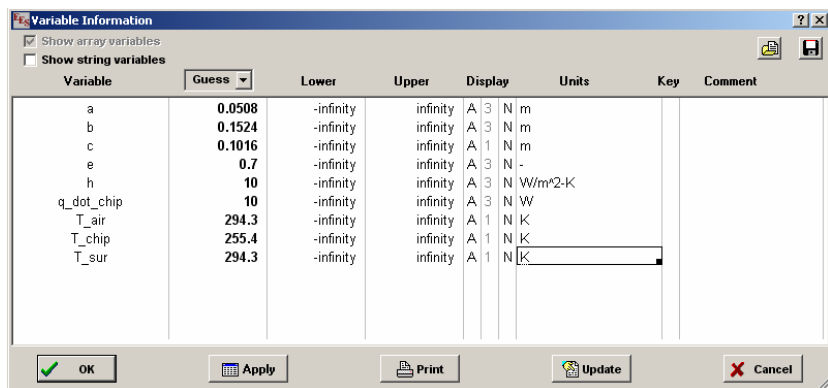 EES Variable Information
Show array variables
Show string variables
Variable Guess Lower Upper Display Units Key Comment
a 0.0508 -infinity infinity A 3 N m
b 0.1524 -infinity infinity A 3 N m
c 0.1016 -infinity infinity A 1 N m
e 0.7 -infinity infinity A 3 N -
h 10 -infinity infinity A 3 N W/m^2-K
q_dot_chip 10 -infinity infinity A 3 N W
T_air 294.3 -infinity infinity A 1 N K
T_chip 255.4 -infinity infinity A 1 N K
T_sur 294.3 -infinity infinity A 1 N K
OK Apply Print Update Cancel